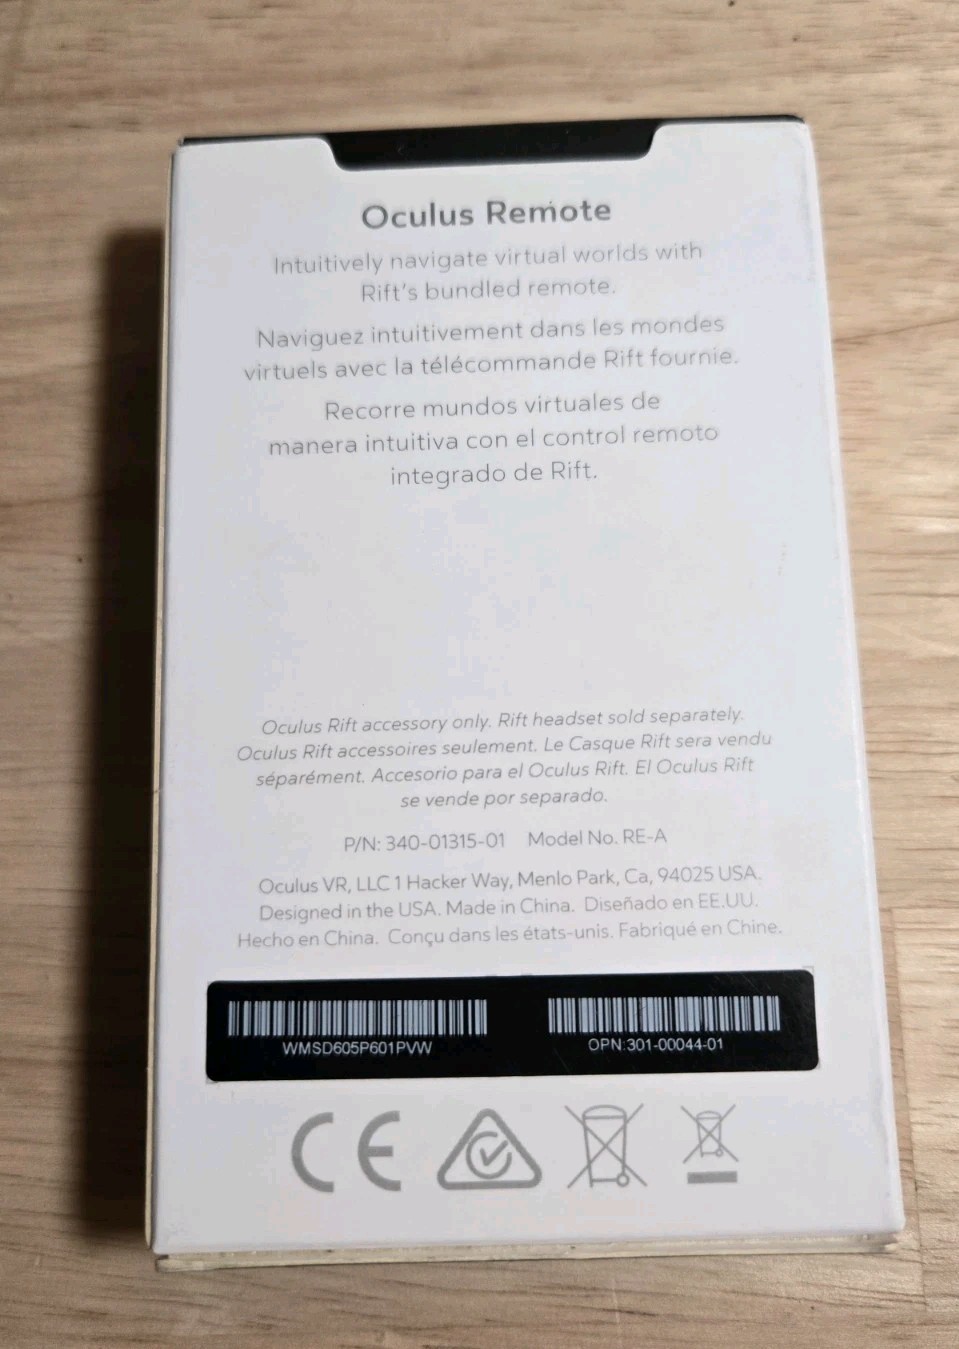 Oculus Remote
Intuitively navigate virtual worlds with
Rift's bundled remote.
Naviguez intuitivement dans les mondes
virtuels avec la télécommande Rift fournie.
Recorre mundos virtuales de
manera intuitiva con el control remoto
integrado de Rift.
Oculus Rift accessory only. Rift headset sold separately.
Oculus Rift accessoires seulement. Le Casque Rift sera vendu
séparément. Accesorio para el Oculus Rift. El Oculus Rift
se vende por separado.
P/N: 340-01315-01 Model No. RE-A
Oculus VR, LLC 1 Hacker Way, Menlo Park, Ca, 94025 USA.
Designed in the USA. Made in China. Diseñado en EE.UU.
Hecho en China. Conçu dans les états-unis. Fabriqué en Chine.
WMSD605P601PVW OPN:301-00044-01
CE